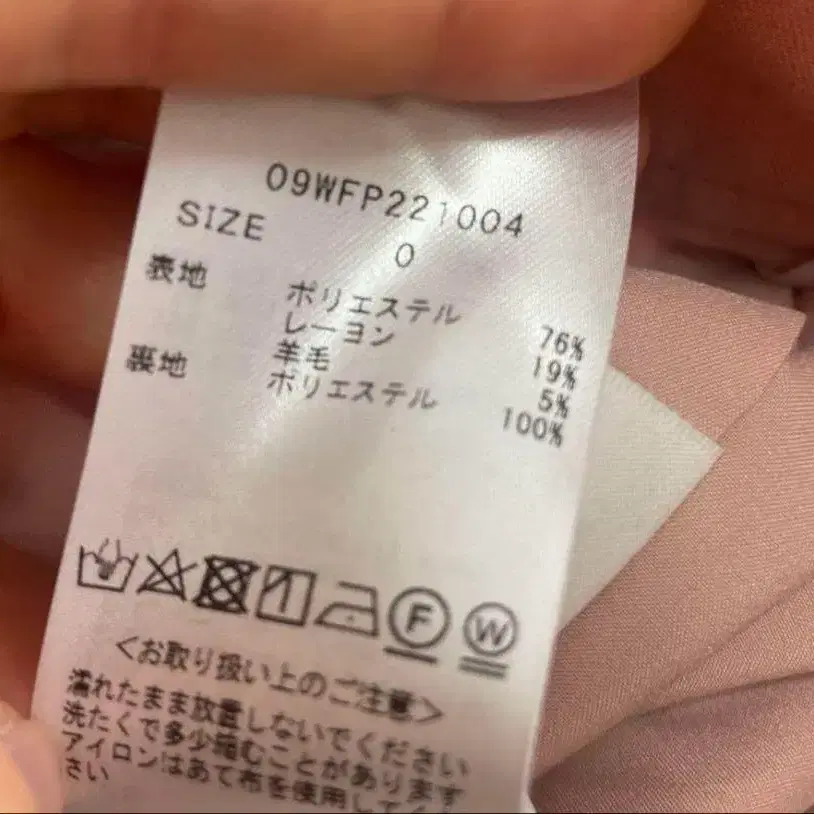 09WFP221004
SIZE 0
表地 ポリエステル 76%
レーヨン 19%
羊毛 5%
裏地 ポリエステル 100%
F W
<お取り扱い上のご注意>
濡れたまま放置しないでください
洗たくで多少縮むことがあります
アイロンはあて布を使用して
さい